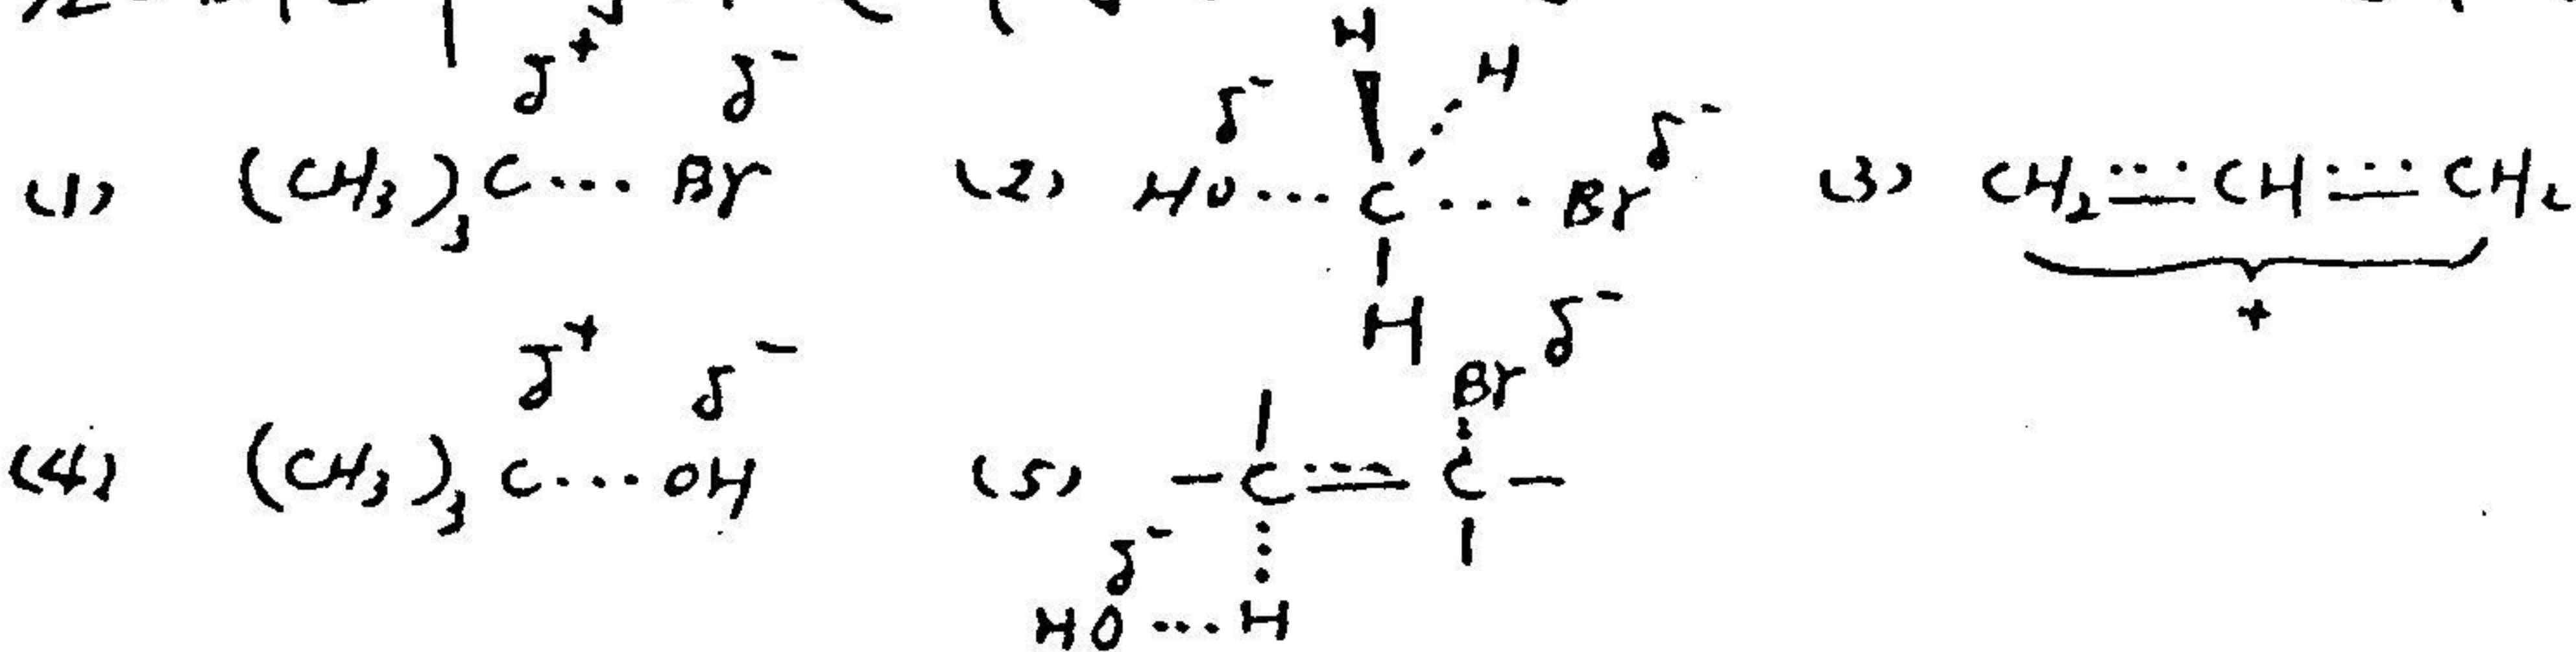 δ⁺ δ⁻
(1) (CH₃)₃C···Br
H
H
δ⁻ δ⁻
(2) HO···C···Br
H
(3) CH₂⋯CH⋯CH₂
+
δ⁺ δ⁻
(4) (CH₃)₃C···OH
Br δ⁻
(5) –C=C–
δ⁻
HO···H